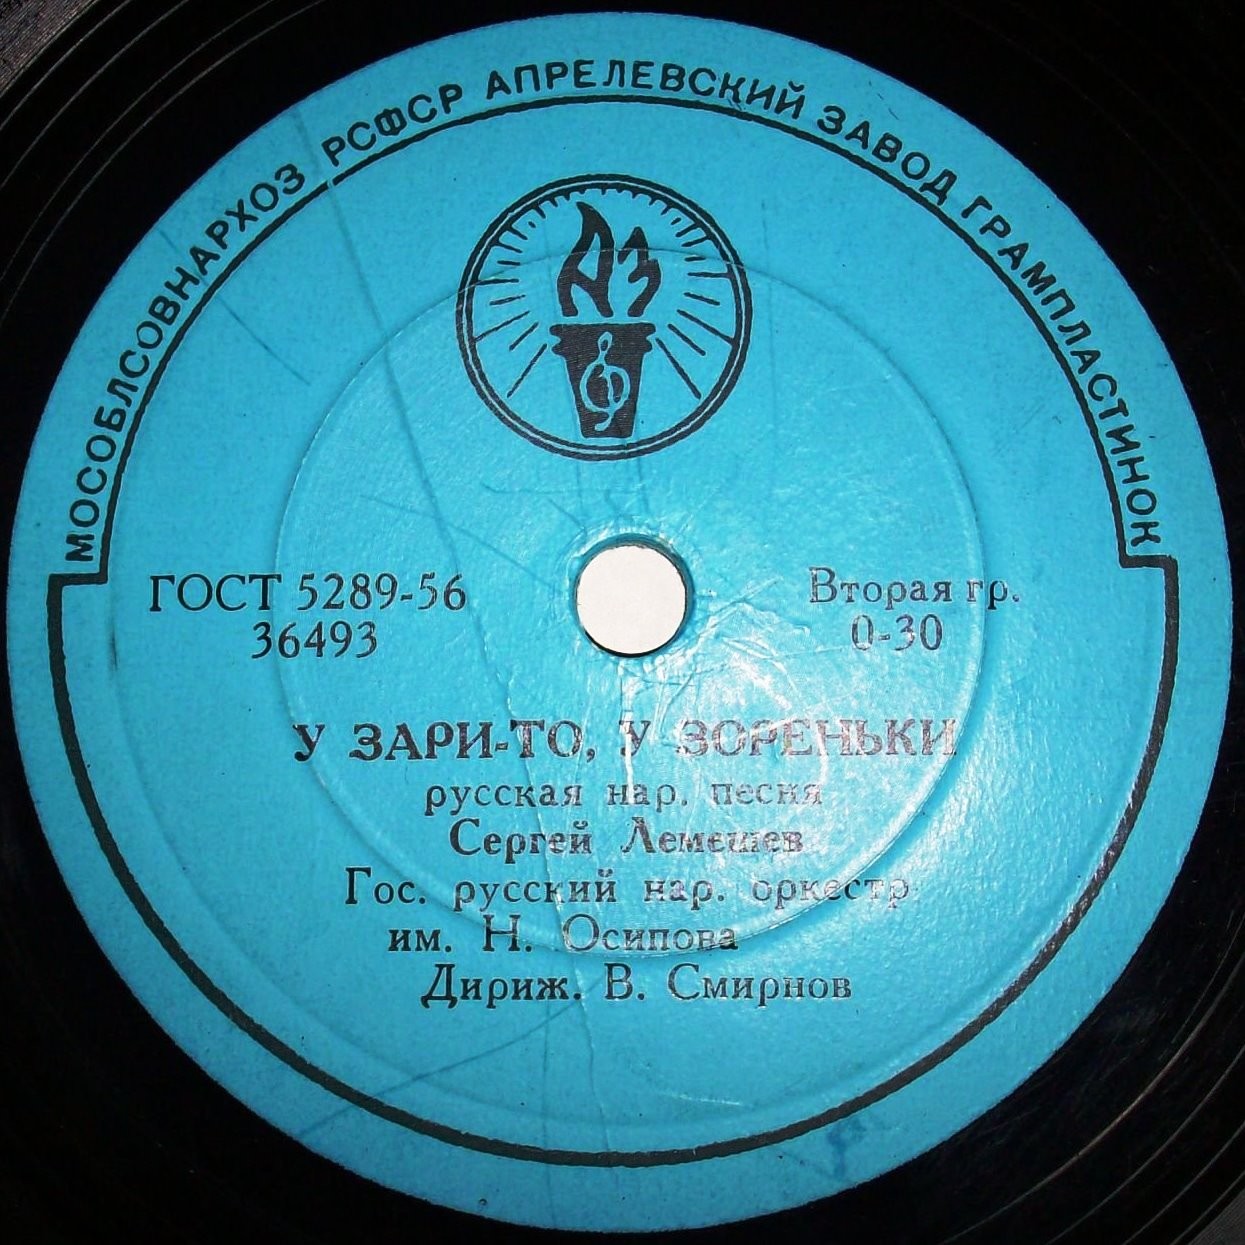 МОСОБЛСОВНАРХОЗ РСФСР АПРЕЛЕВСКИЙ ЗАВОД ГРАМПЛАСТИНОК
АЗ
ГОСТ 5289-56
36493
Вторая гр.
0-30
У ЗАРИ-ТО, У ЗОРЕНЬКИ
русская нар. песня
Сергей Лемешев
Гос. русский нар. оркестр
им. Н. Осипова
Дириж. В. Смирнов